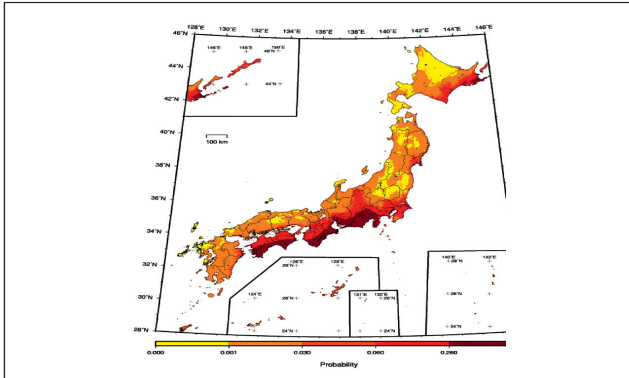 128°E 130°E 132°E 134°E 136°E 138°E 140°E 142°E 144°E 146°E
46°N
44°N
42°N
40°N
38°N
36°N
34°N
32°N
30°N
28°N
146°E 148°E 150°E
46°N
44°N
100 km
126°E 128°E
28°N
124°E
26°N
24°N
131°E 132°E
26°N
24°N
140°E 142°E
28°N
26°N
24°N
0.000 0.001 0.030 0.060 0.260
Probability